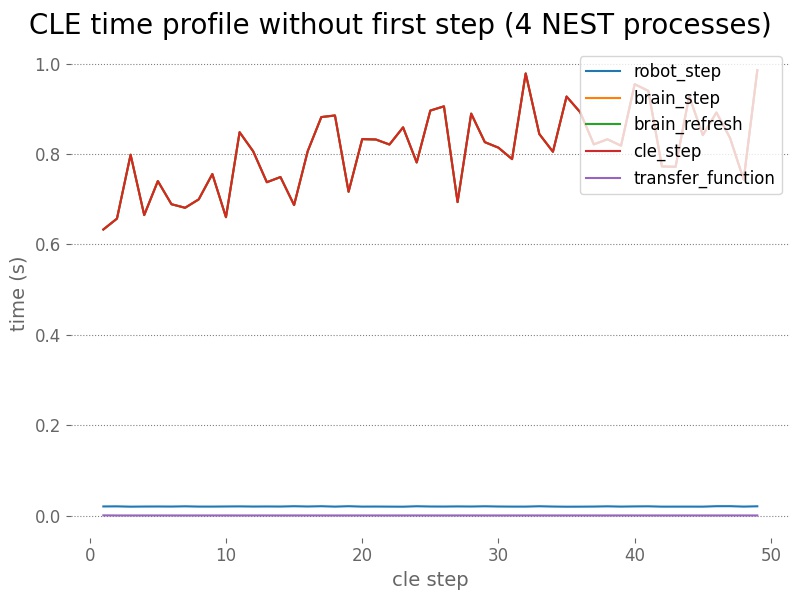 CLE time profile without first step (4 NEST processes)
robot_step
brain_step
brain_refresh
cle_step
transfer_function
1.0
0.8
0.6
0.4
0.2
0.0
time (s)
0 10 20 30 40 50
cle step